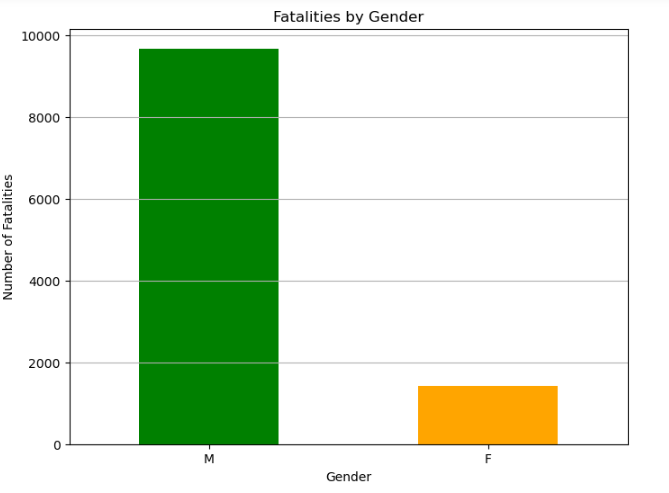 Fatalities by Gender
10000
8000
6000
4000
2000
0
Number of Fatalities
M
F
Gender